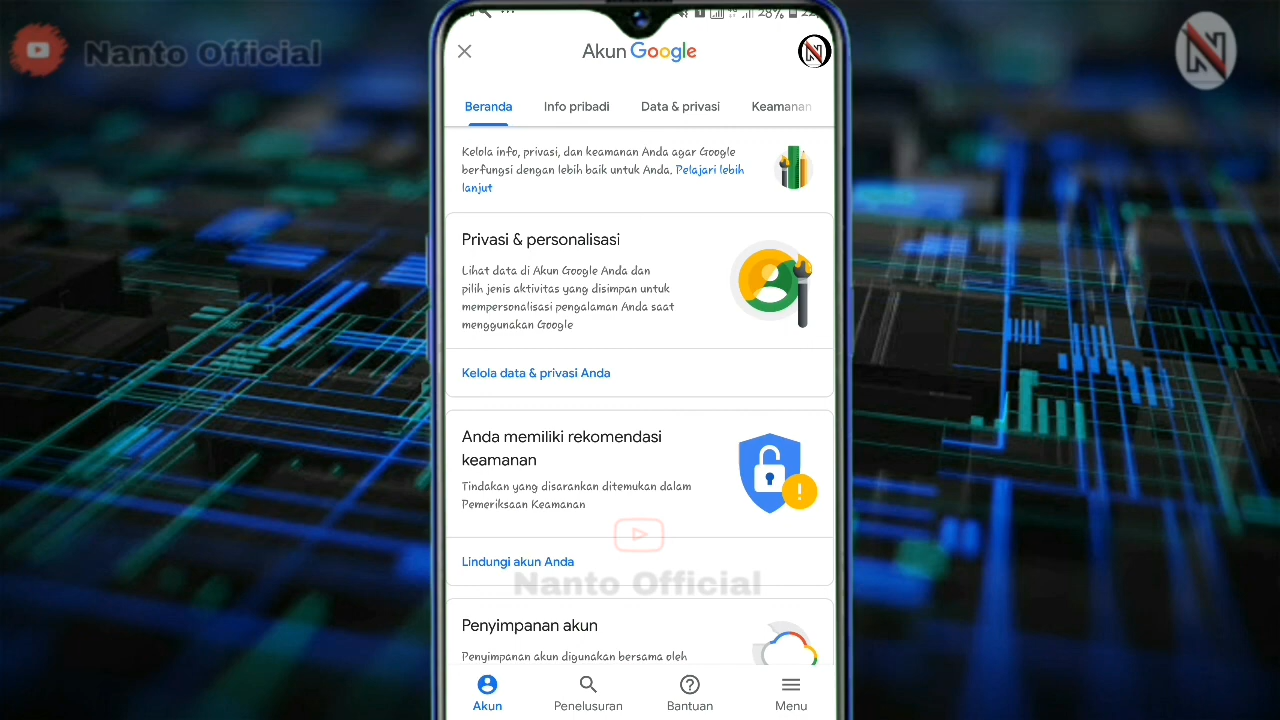 Nanto Official
28%
Akun Google
Beranda
Info pribadi
Data & privasi
Keamanan
Kelola info, privasi, dan keamanan Anda agar Google
berfungsi dengan lebih baik untuk Anda. Pelajari lebih
lanjut
Privasi & personalisasi
Lihat data di Akun Google Anda dan
pilih jenis aktivitas yang disimpan untuk
mempersonalisasi pengalaman Anda saat
menggunakan Google
Kelola data & privasi Anda
Anda memiliki rekomendasi
keamanan
Tindakan yang disarankan ditemukan dalam
Pemeriksaan Keamanan
Lindungi akun Anda
Nanto Official
Penyimpanan akun
Penyimpanan akun digunakan bersama oleh
Akun
Penelusuran
Bantuan
Menu